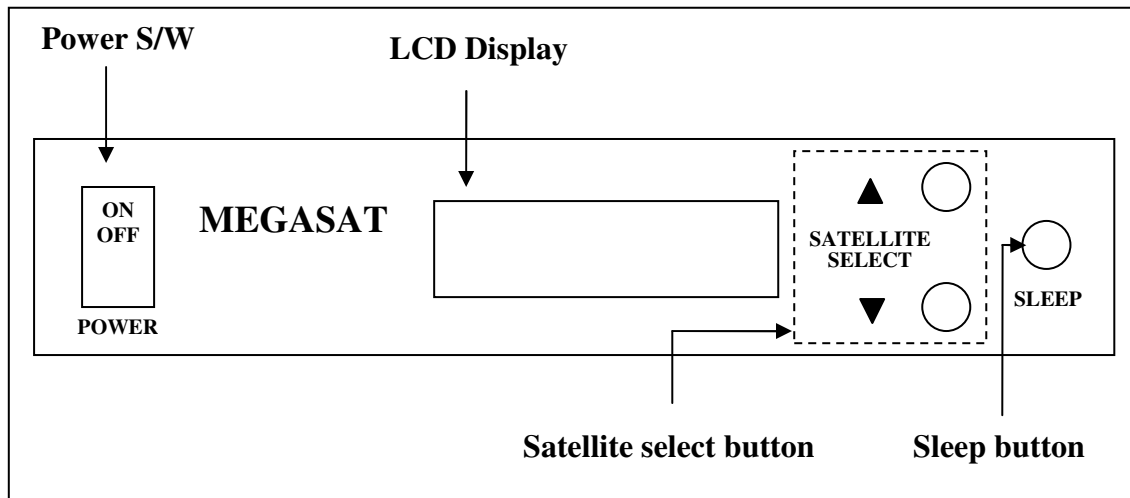 Power S/W
LCD Display
ON
OFF
POWER
MEGASAT
▲
SATELLITE
SELECT
▼
SLEEP
Satellite select button
Sleep button